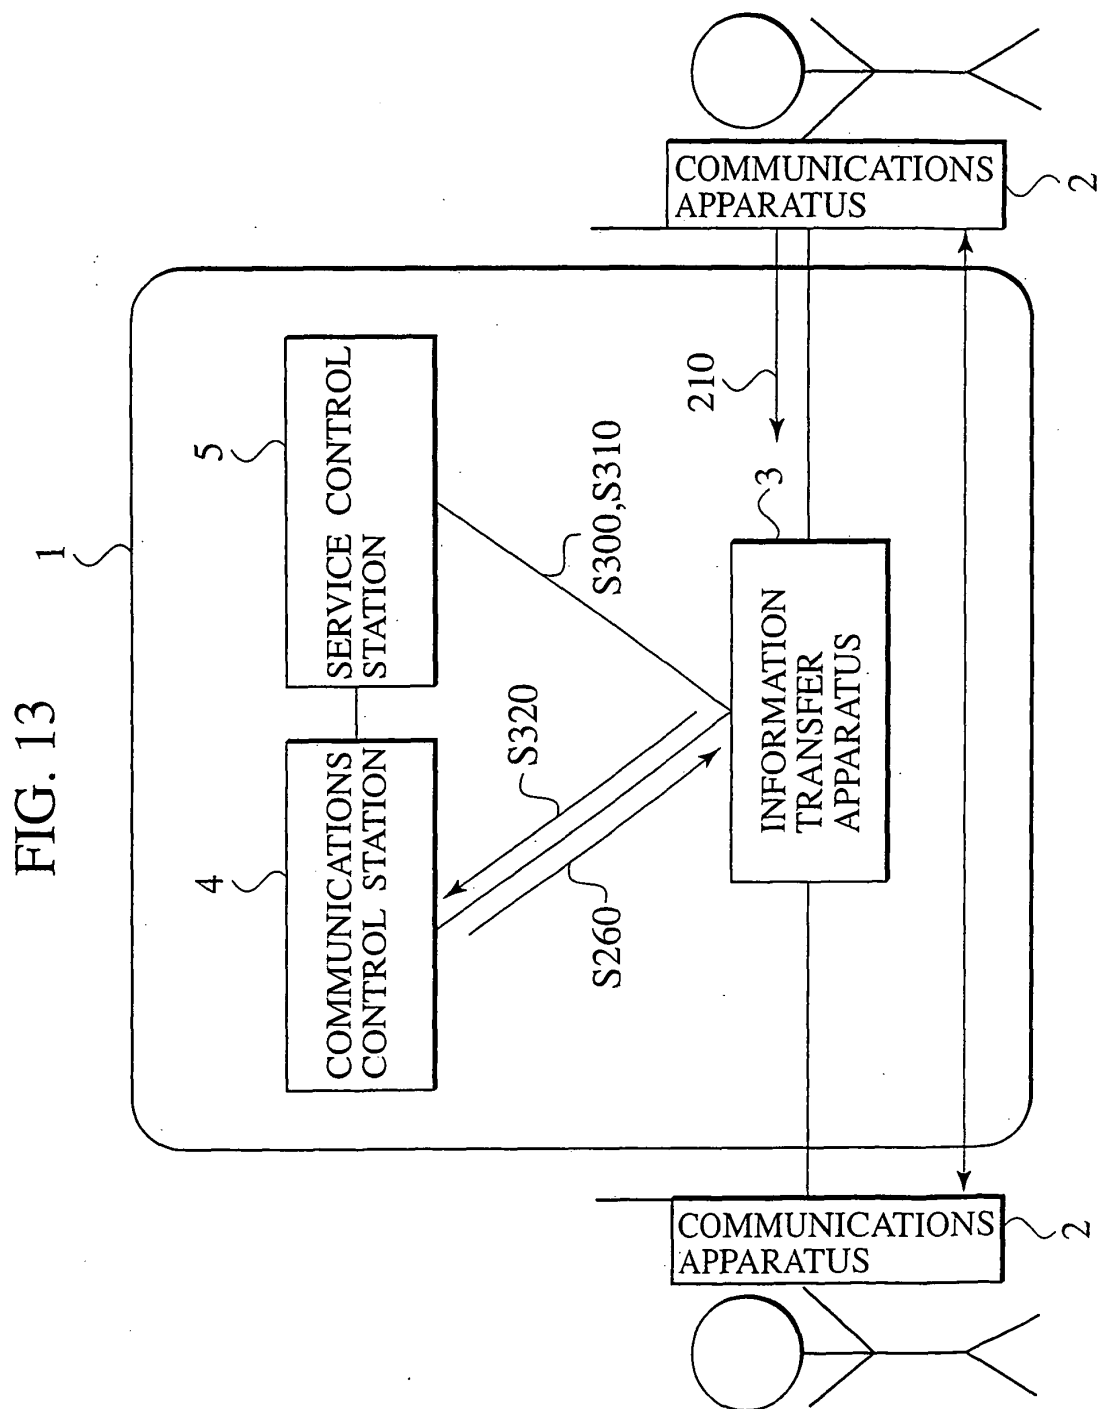 FIG. 13
1
4
COMMUNICATIONS
CONTROL STATION
5
SERVICE CONTROL
STATION
S320
S260
S300,S310
210
3
INFORMATION
TRANSFER
APPARATUS
COMMUNICATIONS
APPARATUS
2
COMMUNICATIONS
APPARATUS
2